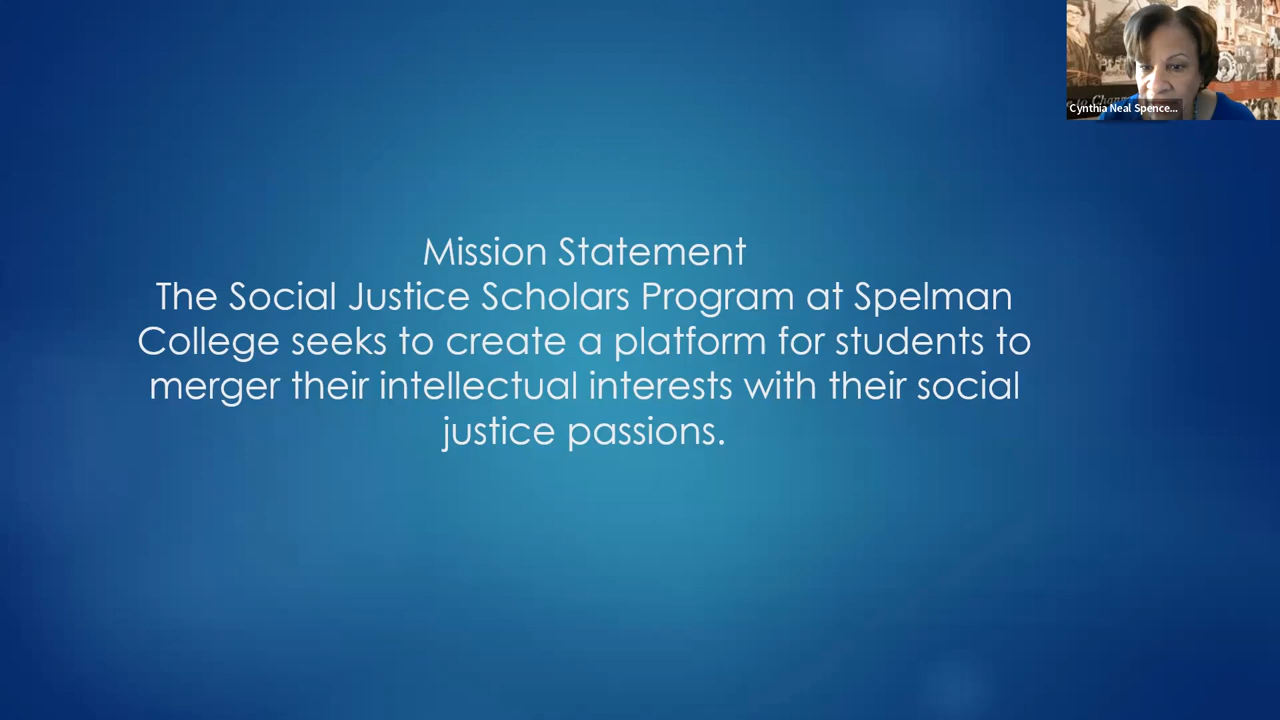 Mission Statement
The Social Justice Scholars Program at Spelman
College seeks to create a platform for students to
merger their intellectual interests with their social
justice passions.
Cynthia Neal Spence...